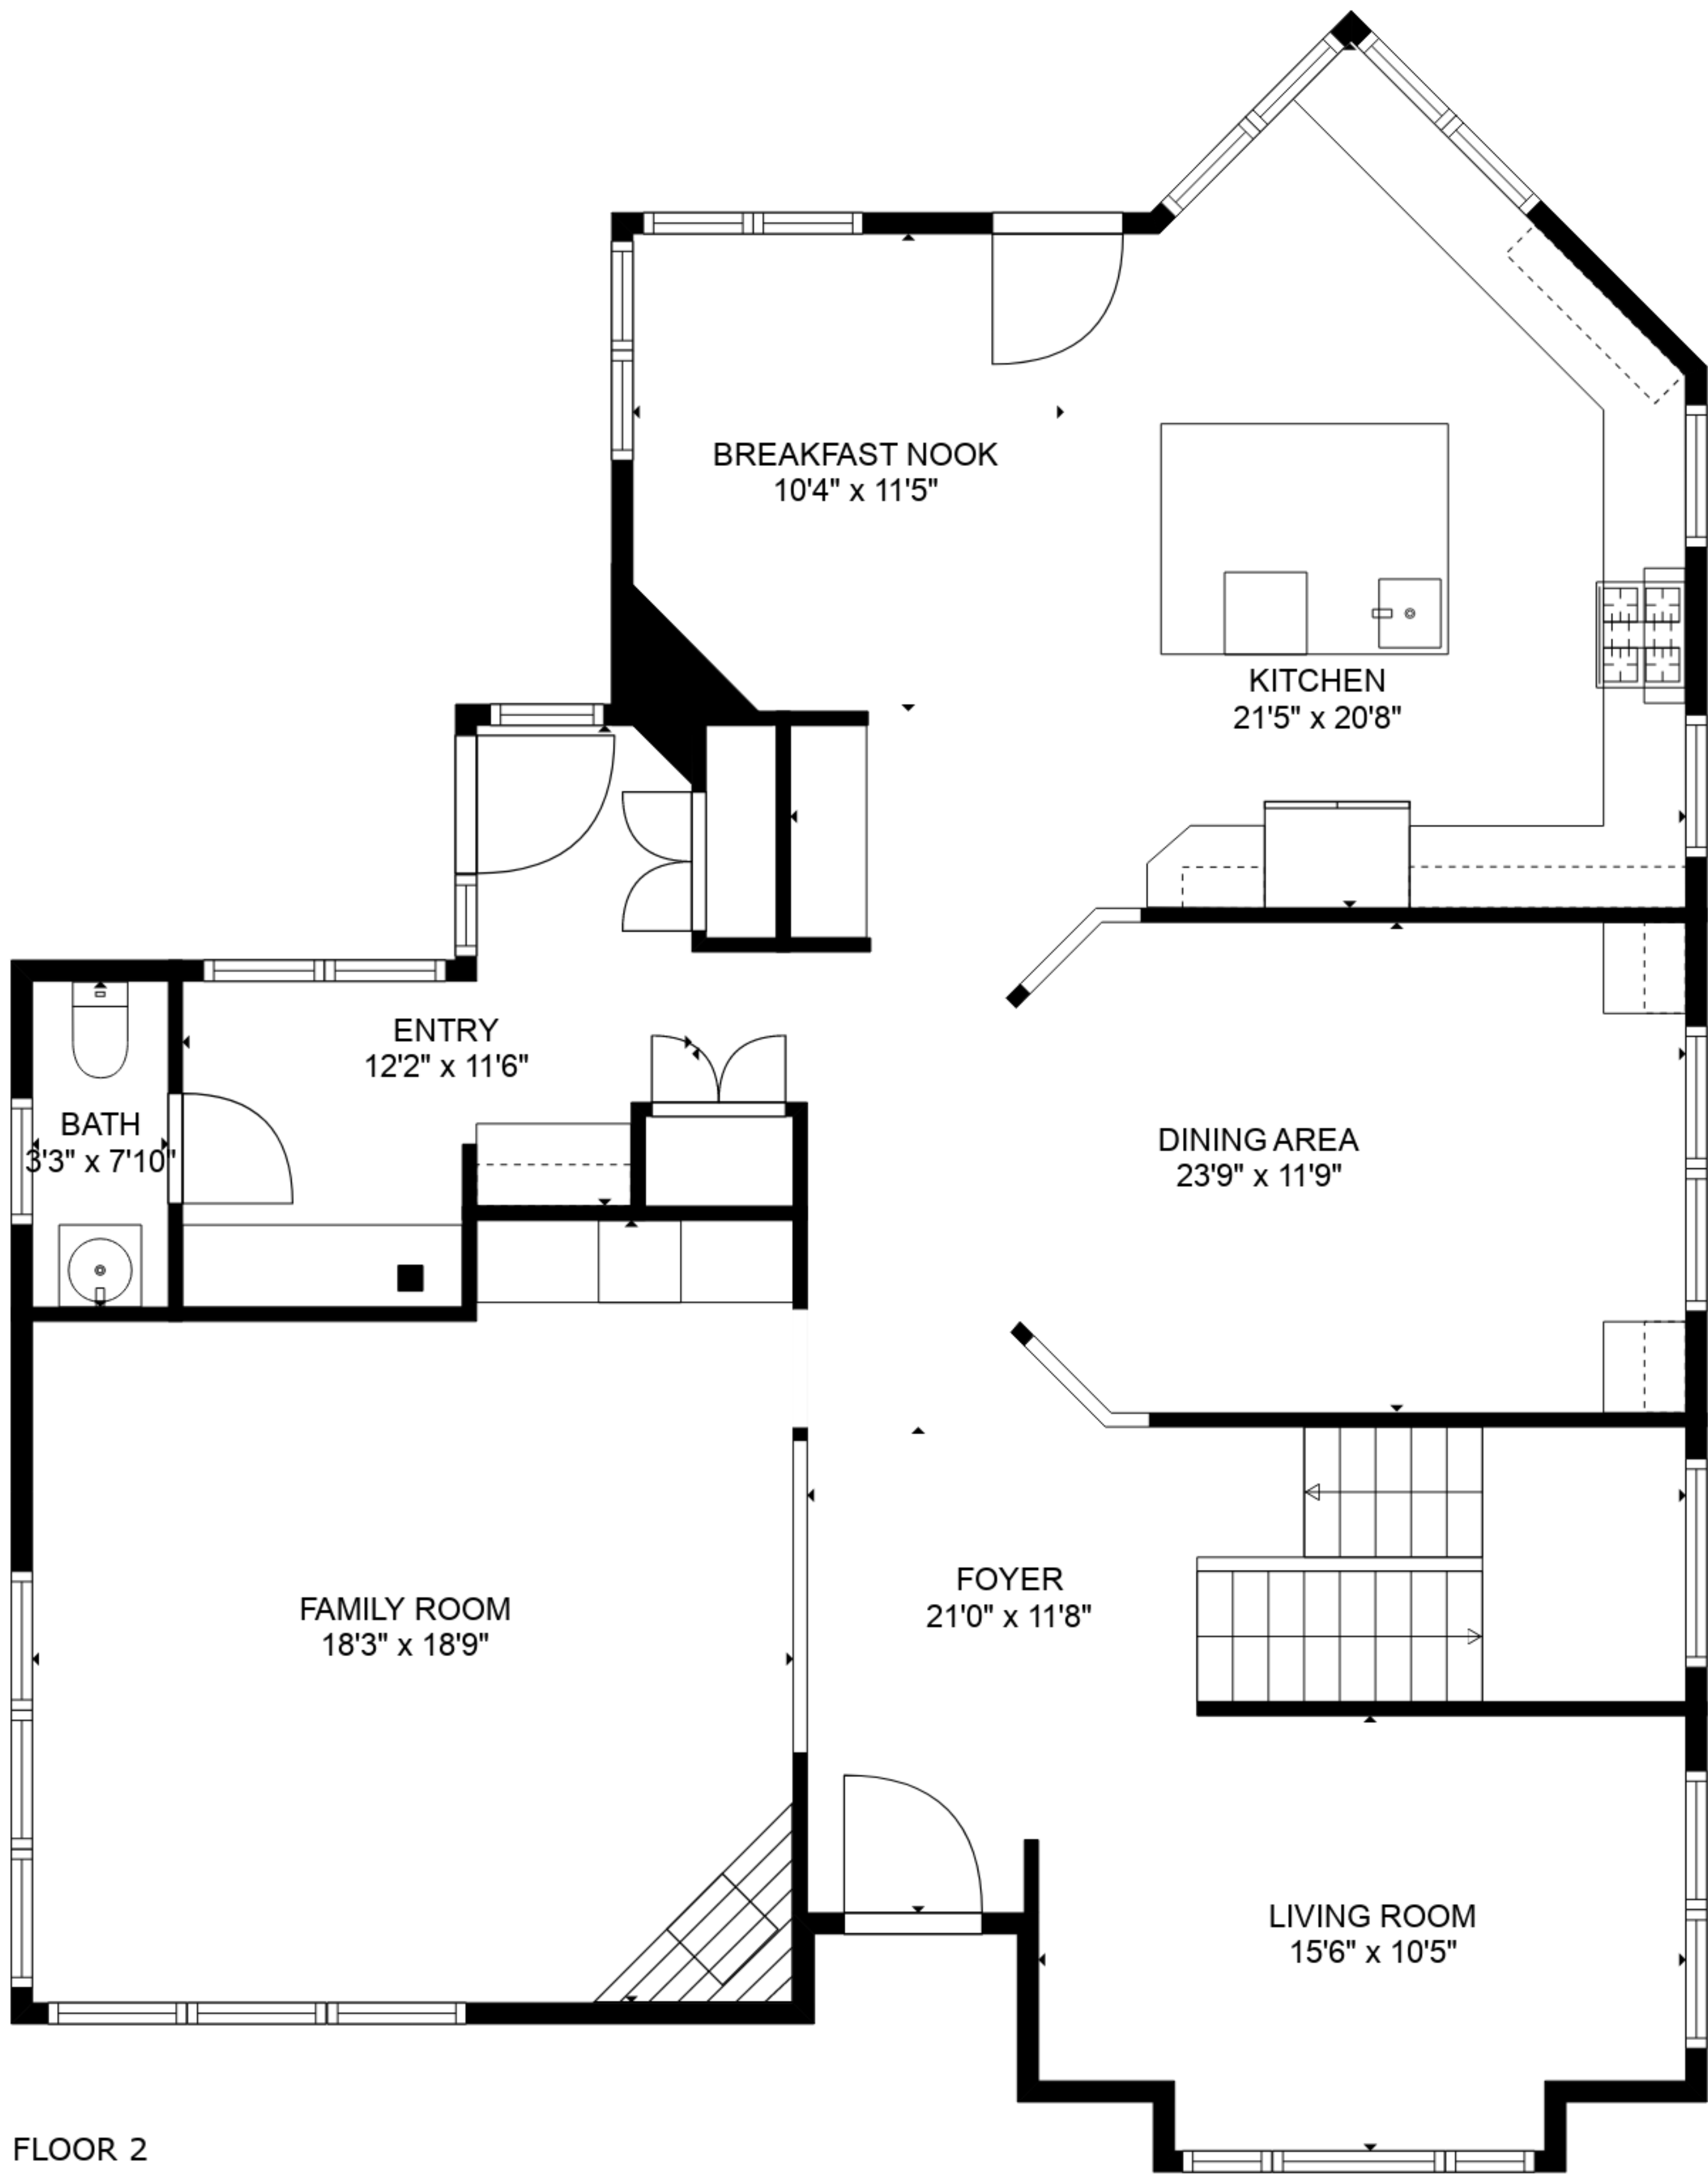 BREAKFAST NOOK
10'4" x 11'5"
KITCHEN
21'5" x 20'8"
ENTRY
12'2" x 11'6"
BATH
3'3" x 7'10"
DINING AREA
23'9" x 11'9"
FAMILY ROOM
18'3" x 18'9"
FOYER
21'0" x 11'8"
LIVING ROOM
15'6" x 10'5"
FLOOR 2